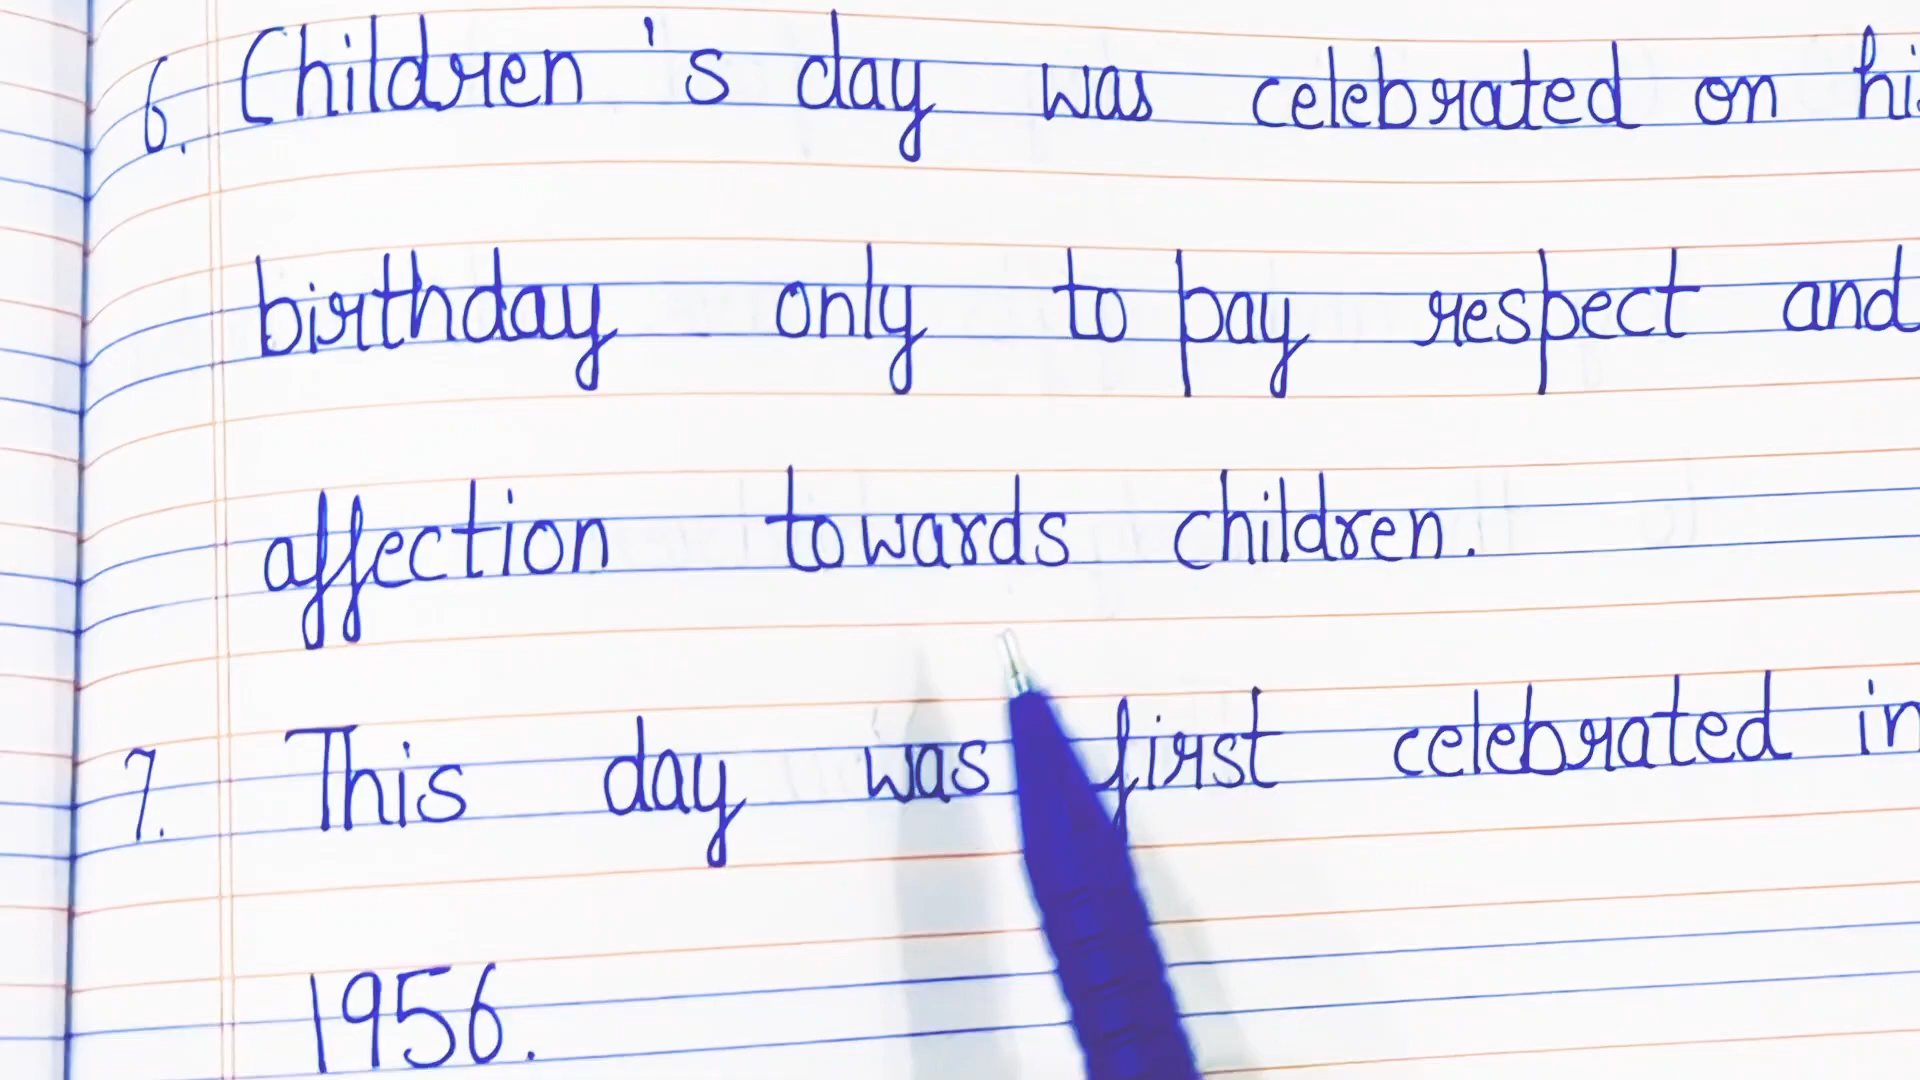 6. Children's day was celebrated on his
birthday only to pay respect and
affection towards children.
7. This day was first celebrated in
1956.